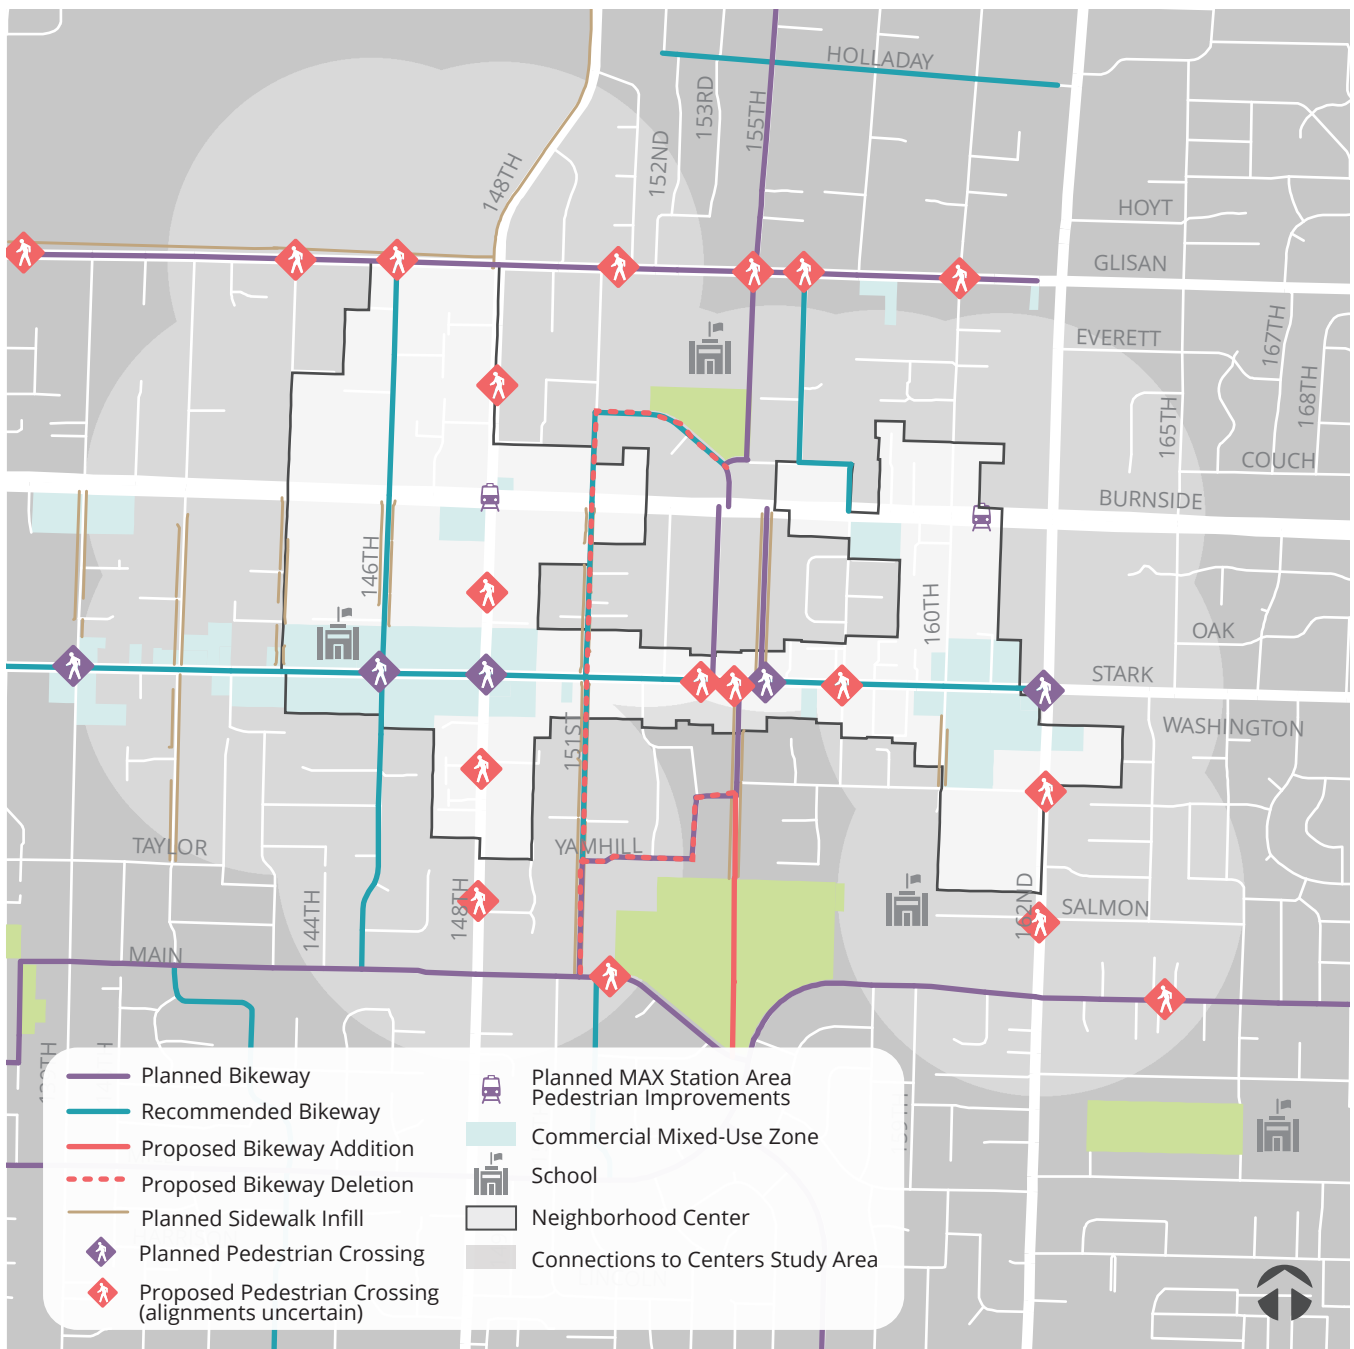 HOLLADAY
153RD
155TH
152ND
148TH
HOYT
GLISAN
EVERETT
167TH
168TH
165TH
COUCH
BURNSIDE
146TH
160TH
OAK
STARK
WASHINGTON
151ST
TAYLOR
YAMHILL
144TH
148TH
162ND
SALMON
MAIN
Planned Bikeway
Recommended Bikeway
Proposed Bikeway Addition
Proposed Bikeway Deletion
Planned Sidewalk Infill
Planned Pedestrian Crossing
Proposed Pedestrian Crossing
(alignments uncertain)
Planned MAX Station Area
Pedestrian Improvements
Commercial Mixed-Use Zone
School
Neighborhood Center
Connections to Centers Study Area